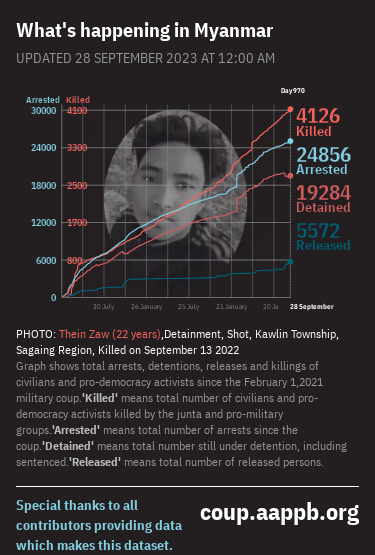 What's happening in Myanmar
UPDATED 28 SEPTEMBER 2023 AT 12:00 AM
Day970
Arrested Killed
30000 4100
24000 3300
18000 2500
12000 1700
6000 800
0
4126
Killed
24856
Arrested
19284
Detained
5572
Released
30 July 26 January 25 July 21 January 20 Ju 28 September
PHOTO: Thein Zaw (22 years),Detainment, Shot, Kawlin Township,
Sagaing Region, Killed on September 13 2022
Graph shows total arrests, detentions, releases and killings of
civilians and pro-democracy activists since the February 1,2021
military coup.'Killed' means total number of civilians and pro-
democracy activists killed by the junta and pro-military
groups.'Arrested' means total number of arrests since the
coup.'Detained' means total number still under detention, including
sentenced.'Released' means total number of released persons.
Special thanks to all
contributors providing data
which makes this dataset.
coup.aappb.org